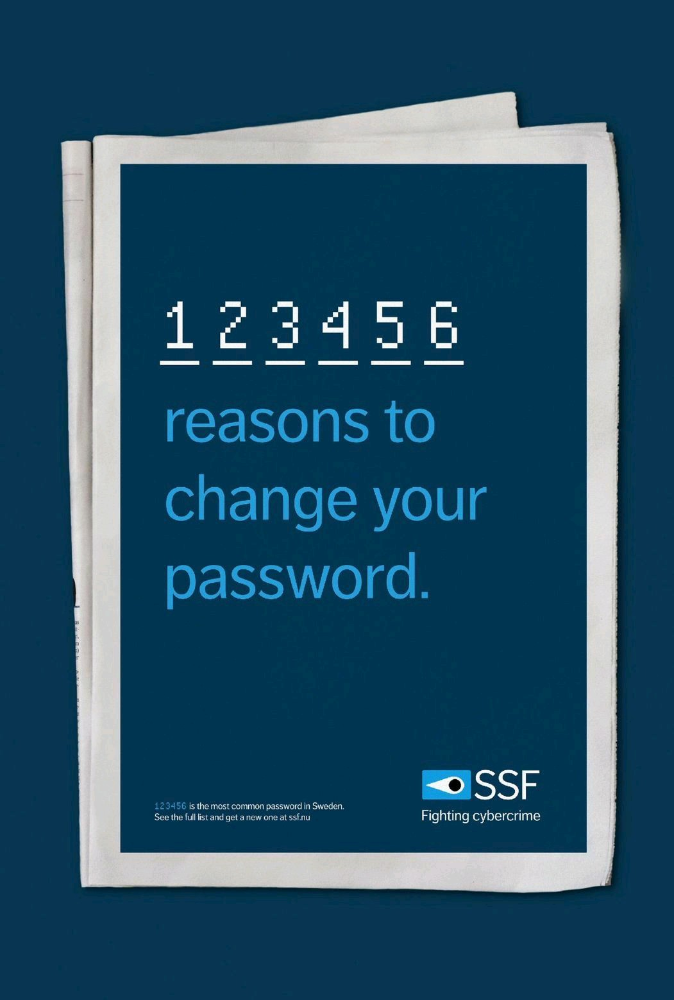 1 2 3 4 5 6
reasons to
change your
password.
SSF
Fighting cybercrime
123456 is the most common password in Sweden.
See the full list and get a new one at ssf.nu